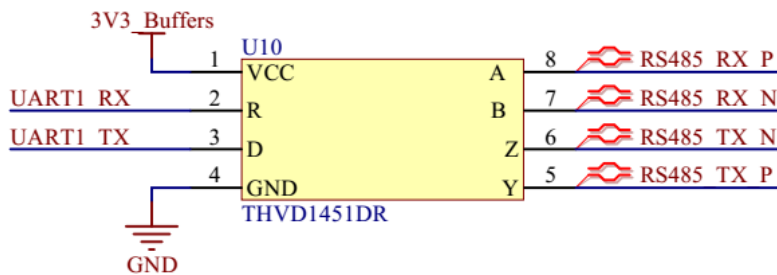 3V3_Buffers
U10
1 VCC A 8 RS485_RX_P
UART1_RX 2 R B 7 RS485_RX_N
UART1_TX 3 D Z 6 RS485_TX_N
4 GND Y 5 RS485_TX_P
THVD1451DR
GND